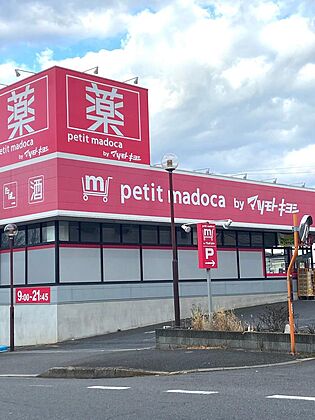 薬
薬
petit madoca
petit madoca
by マツモトキヨシ
by マツモトキヨシ
酒
m
petit madoca by マツモトキヨシ
P
9:00-21:45